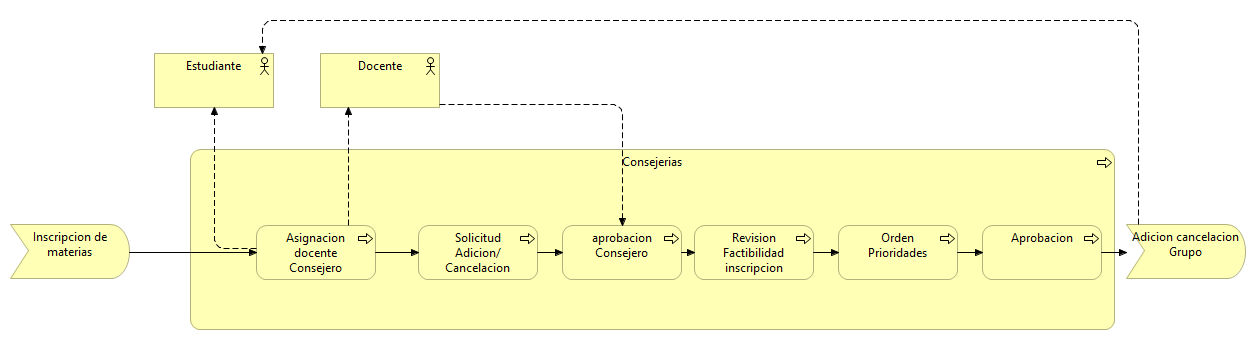 Estudiante
Docente
Consejerias
Inscripcion de
materias
Asignacion
docente
Consejero
Solicitud
Adicion/
Cancelacion
aprobacion
Consejero
Revision
Factibilidad
inscripcion
Orden
Prioridades
Aprobacion
Adicion cancelacion
Grupo